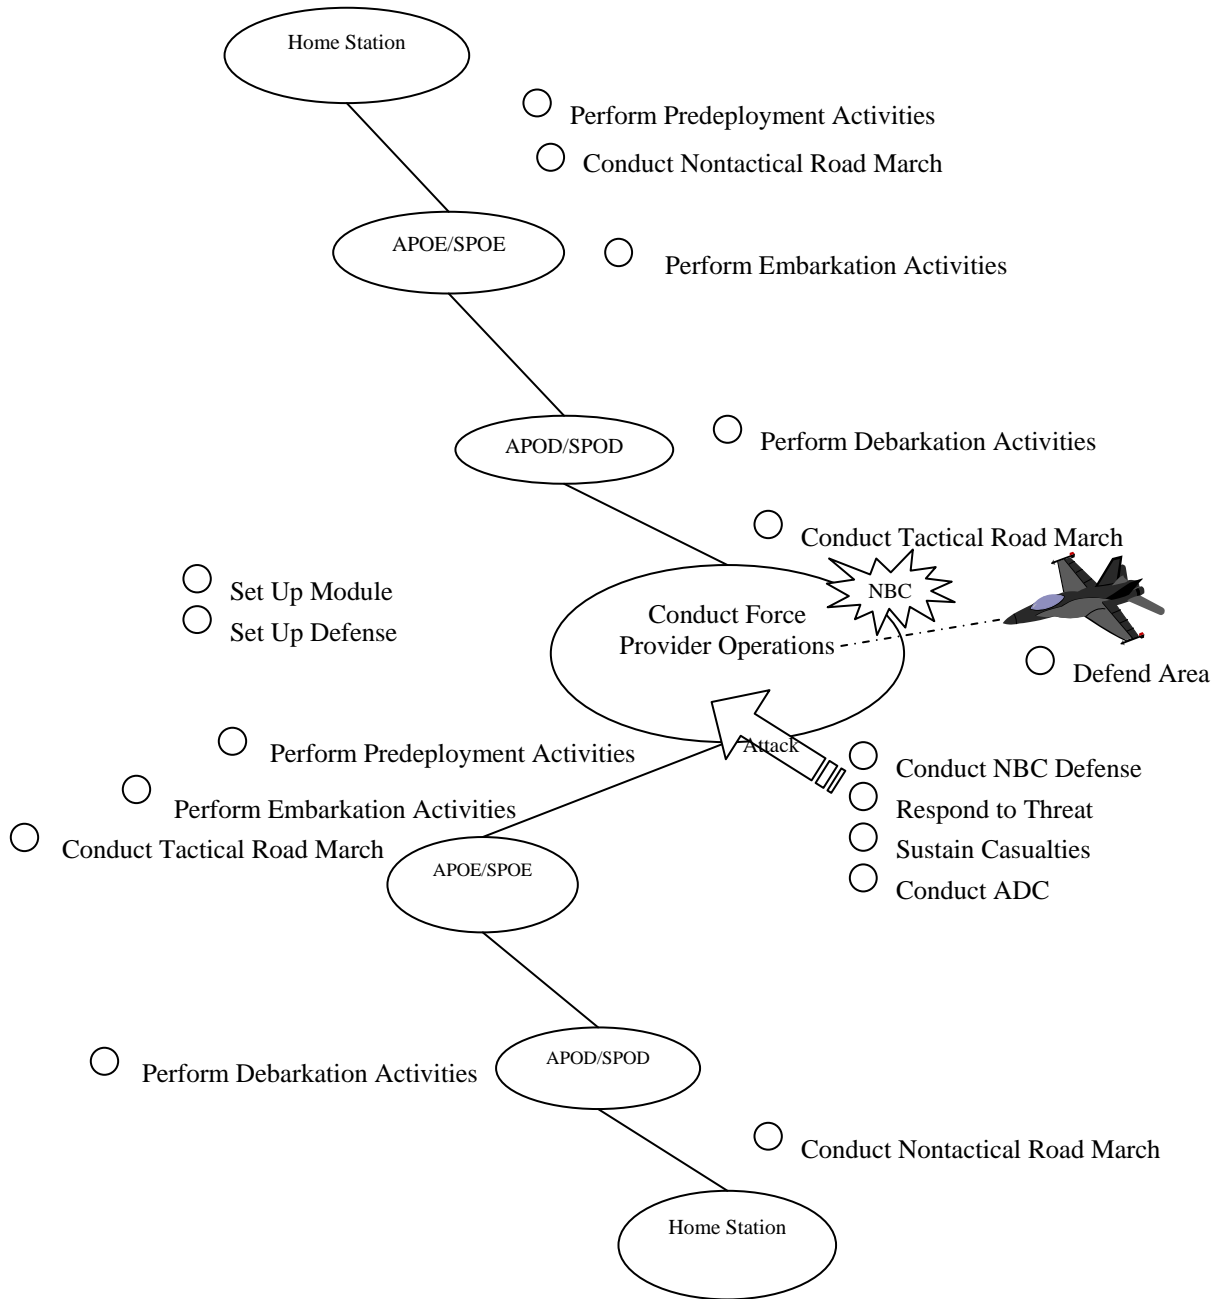 Home Station
Perform Predeployment Activities
Conduct Nontactical Road March
APOE/SPOE
Perform Embarkation Activities
APOD/SPOD
Perform Debarkation Activities
Conduct Tactical Road March
NBC
Set Up Module
Set Up Defense
Conduct Force
Provider Operations
Defend Area
Attack
Perform Predeployment Activities
Perform Embarkation Activities
Conduct Tactical Road March
Conduct NBC Defense
Respond to Threat
Sustain Casualties
Conduct ADC
APOE/SPOE
APOD/SPOD
Perform Debarkation Activities
Conduct Nontactical Road March
Home Station